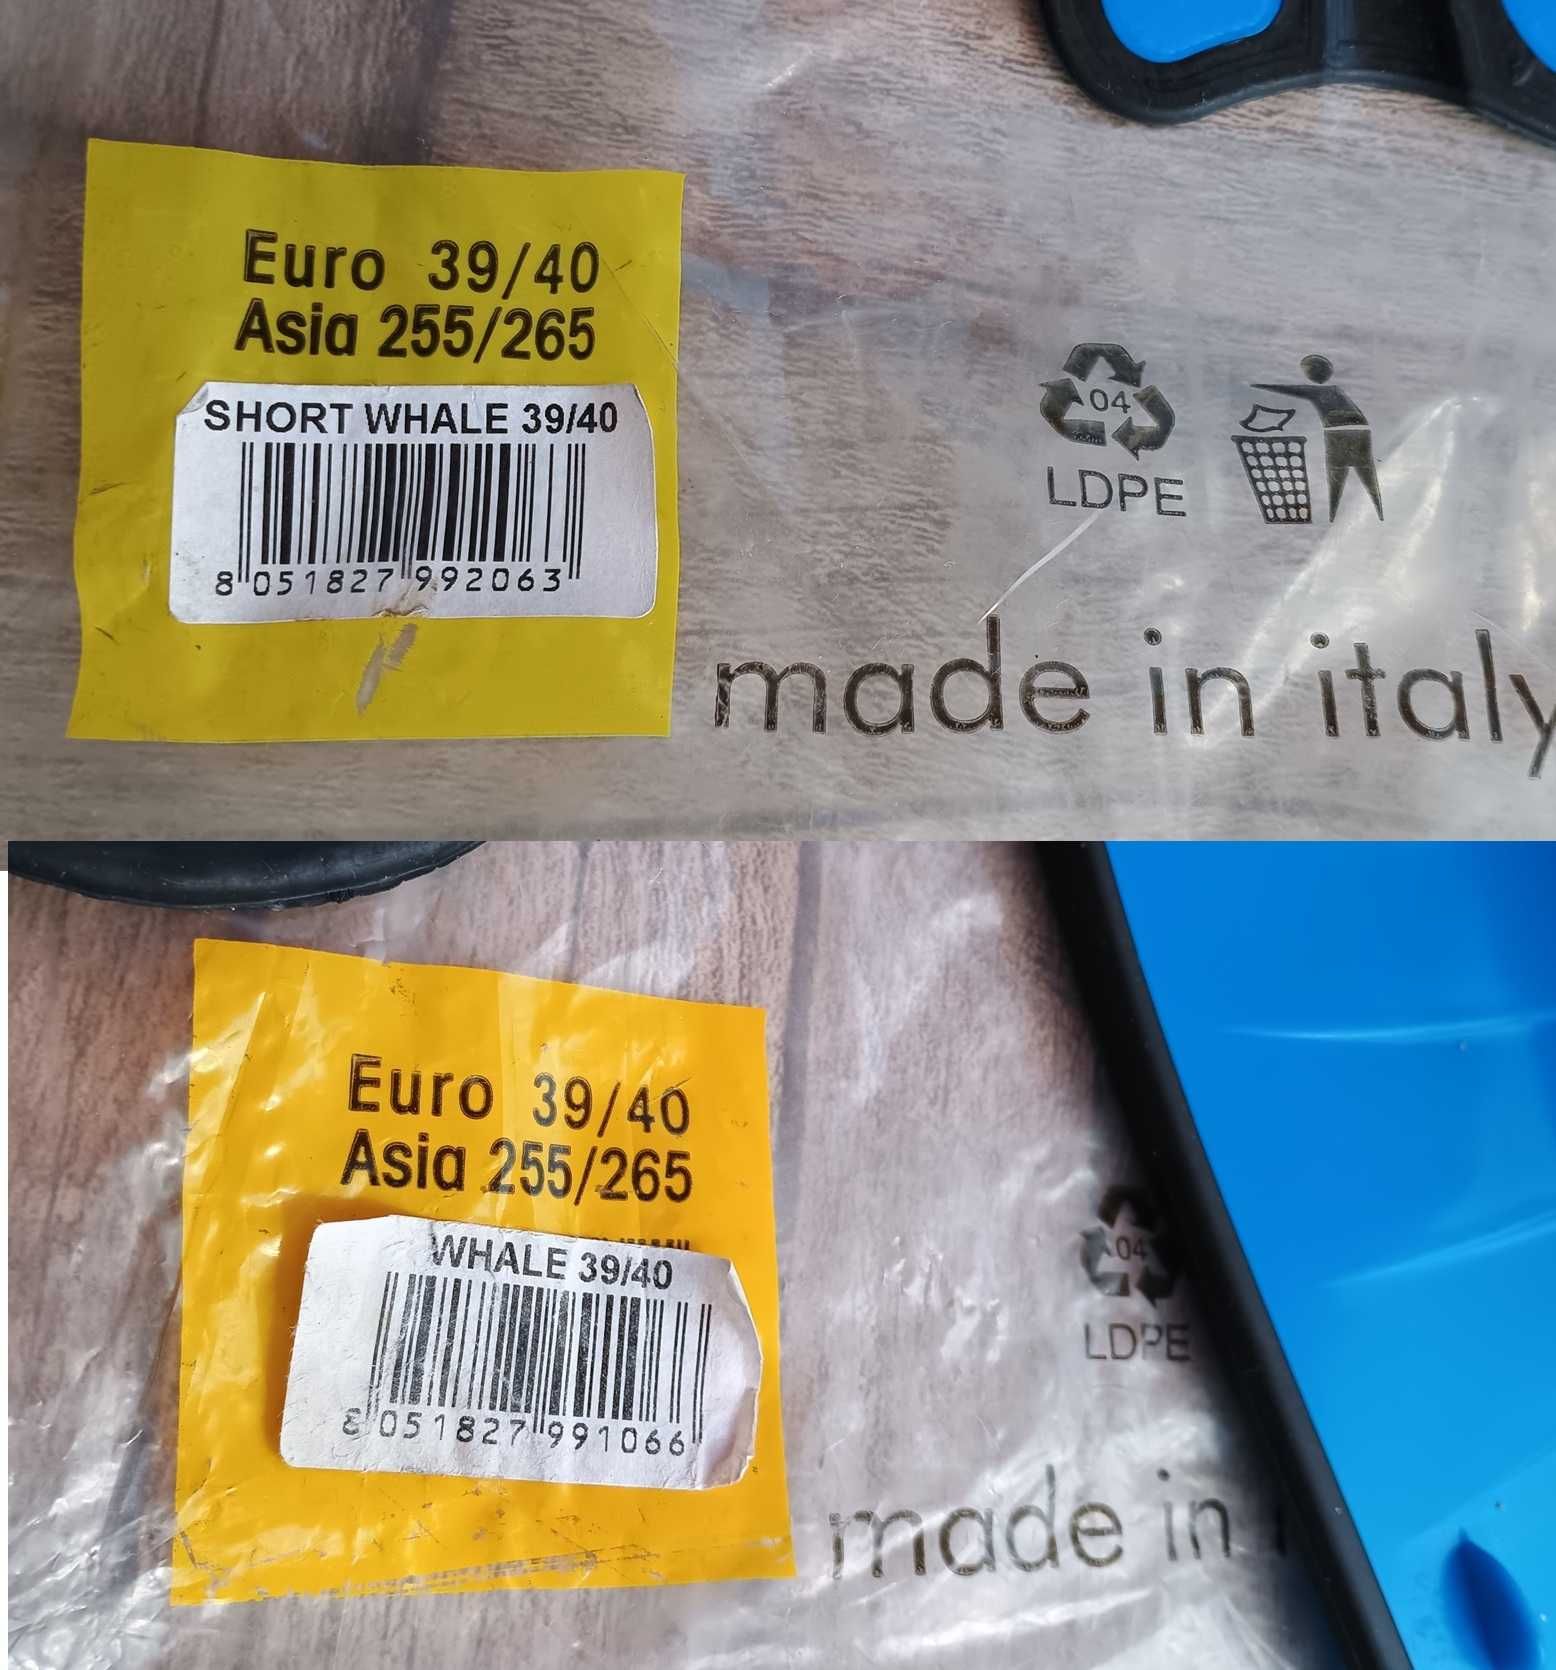 Euro 39/40
Asia 255/265
SHORT WHALE 39/40
8 051827 992063
04
LDPE
made in italy
Euro 39/40
Asia 255/265
WHALE 39/40
8 051827 991066
04
LDPE
made in